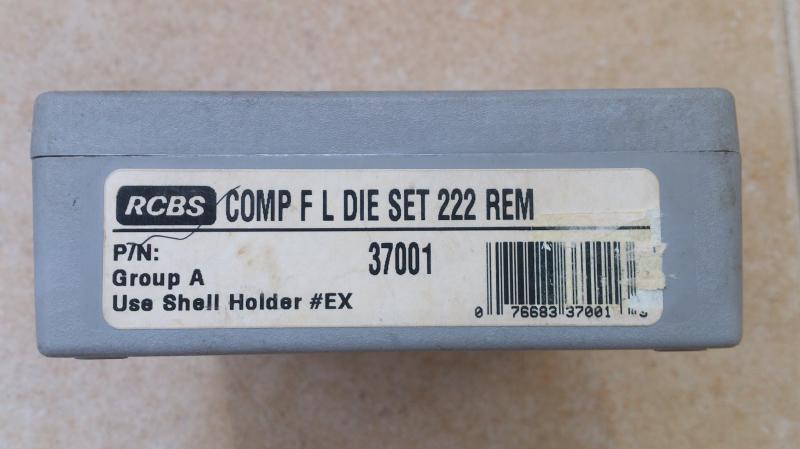 RCBS COMP F L DIE SET 222 REM
P/N: 37001
Group A
Use Shell Holder #EX
0 76683 37001